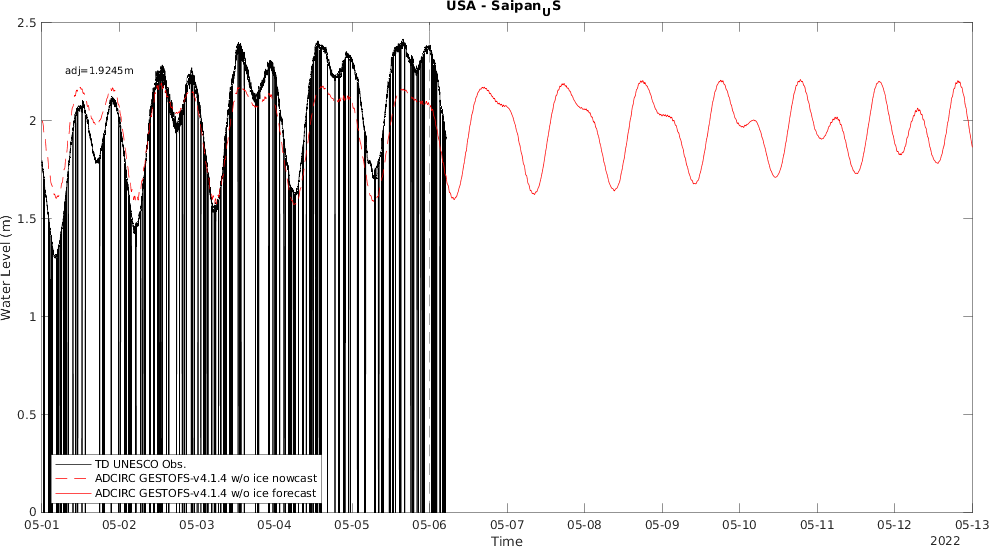 USA - SaipanUS
adj=1.9245m
Water Level (m)
2.5
2
1.5
1
0.5
0
TD UNESCO Obs.
ADCIRC GESTOFS-v4.1.4 w/o ice nowcast
ADCIRC GESTOFS-v4.1.4 w/o ice forecast
05-01 05-02 05-03 05-04 05-05 05-06 05-07 05-08 05-09 05-10 05-11 05-12 05-13
Time
2022